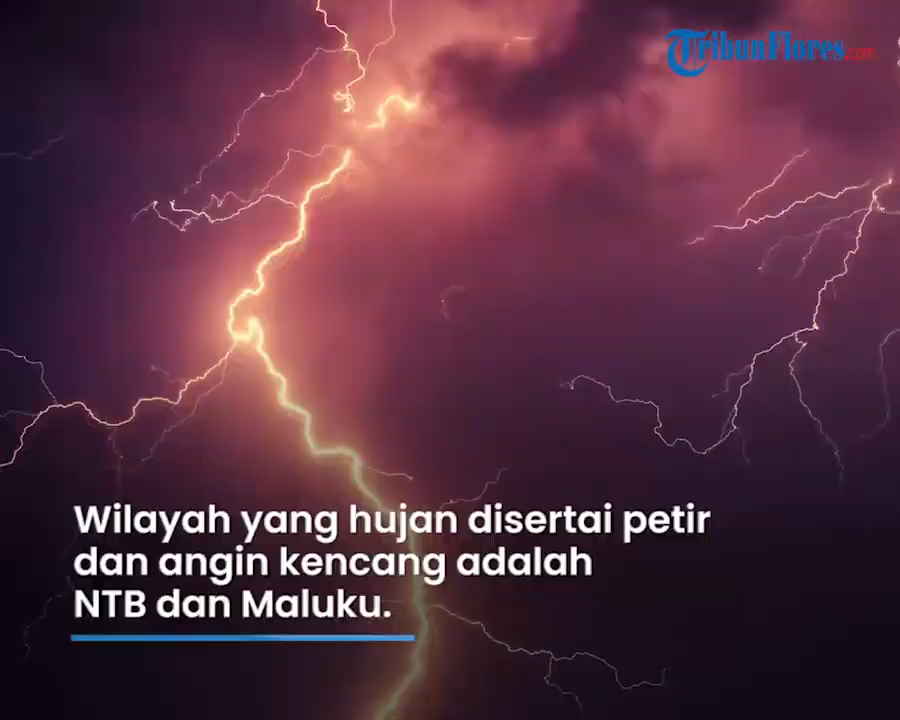 TribunFlores.com
Wilayah yang hujan disertai petir
dan angin kencang adalah
NTB dan Maluku.